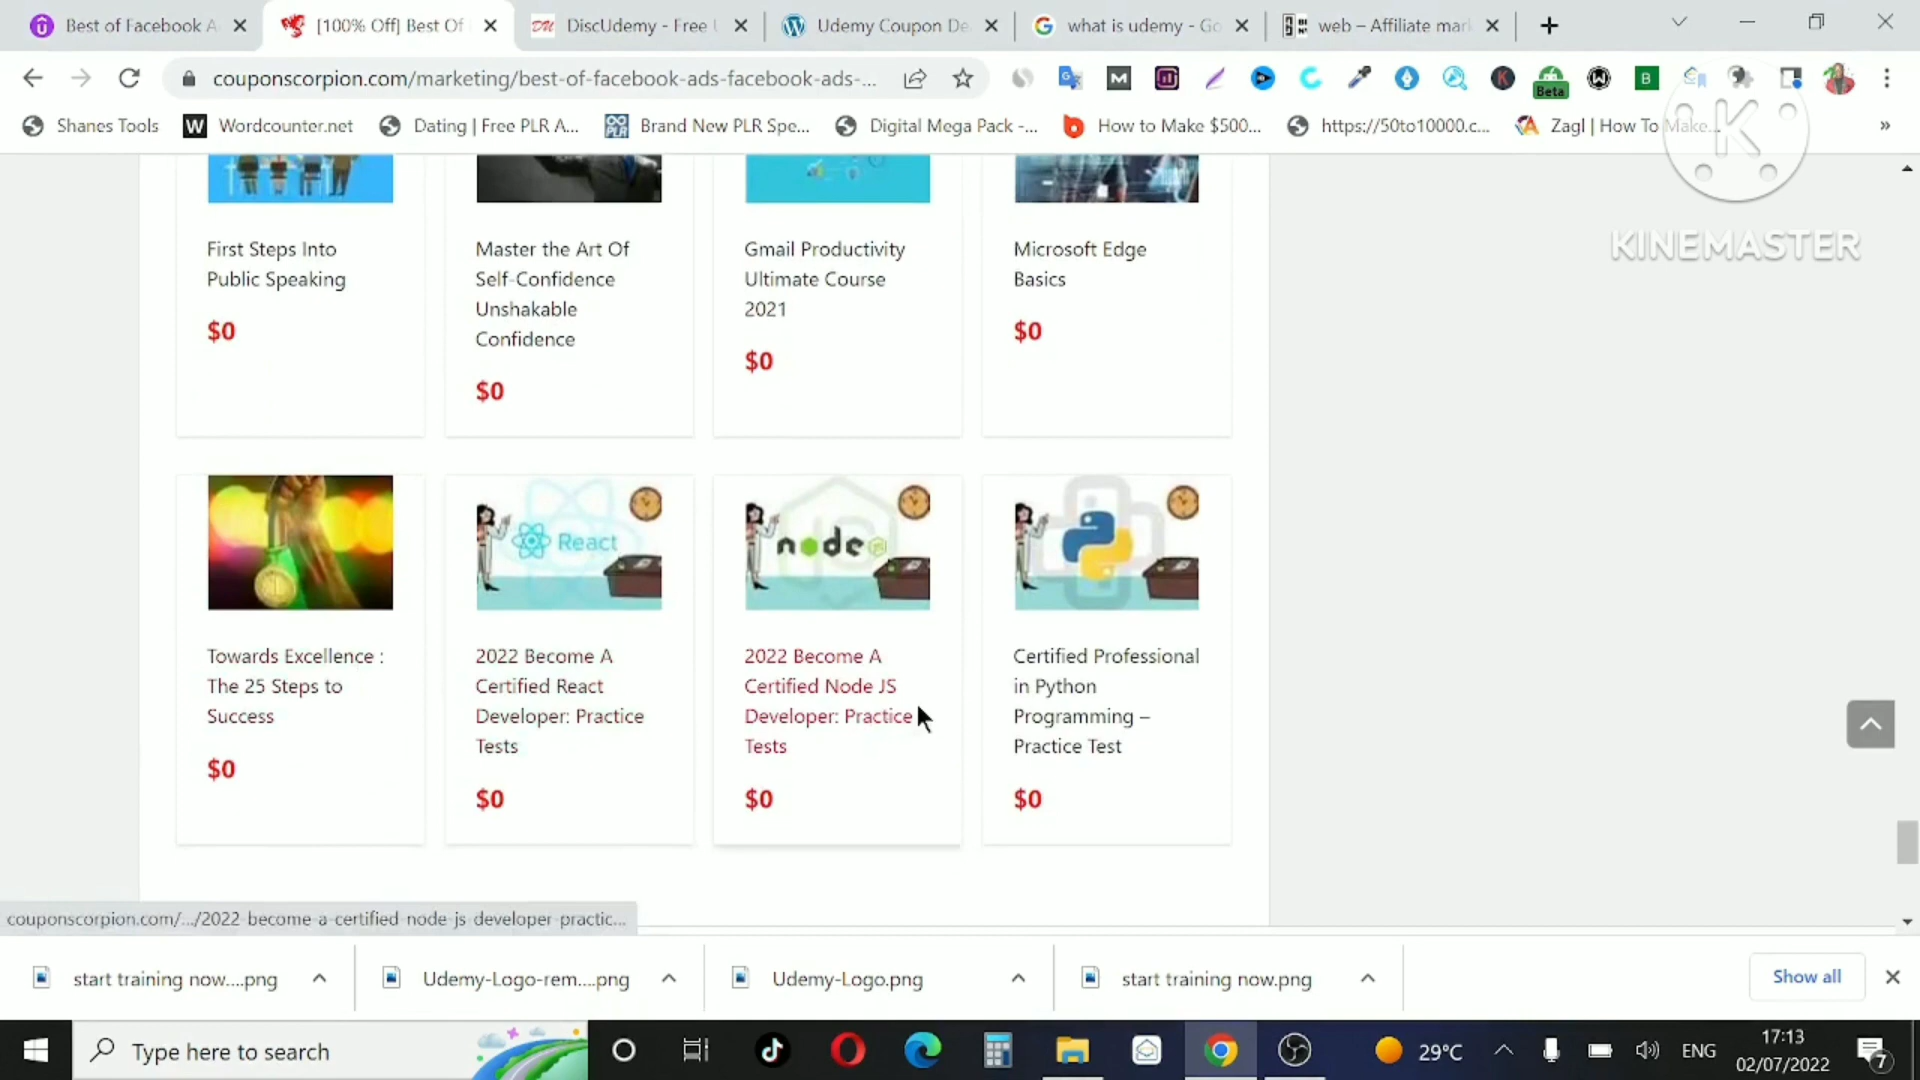 Best of Facebook A
[100% Off] Best Of
DiscUdemy - Free
Udemy Coupon De
what is udemy - Go
web – Affiliate mar
couponscorpion.com/marketing/best-of-facebook-ads-facebook-ads-...
Beta
Shanes Tools
Wordcounter.net
Dating | Free PLR A...
Brand New PLR Spe...
Digital Mega Pack -...
How to Make $500...
https://50to10000.c...
Zagl | How To Make...
KINEMASTER
First Steps Into
Public Speaking
$0
Master the Art Of
Self-Confidence
Unshakable
Confidence
$0
Gmail Productivity
Ultimate Course
2021
$0
Microsoft Edge
Basics
$0
React
node
Towards Excellence :
The 25 Steps to
Success
$0
2022 Become A
Certified React
Developer: Practice
Tests
$0
2022 Become A
Certified Node JS
Developer: Practice
Tests
$0
Certified Professional
in Python
Programming –
Practice Test
$0
couponscorpion.com/.../2022-become-a-certified-node-js-developer-practic...
start training now....png
Udemy-Logo-rem....png
Udemy-Logo.png
start training now.png
Show all
Type here to search
29°C
ENG
17:13
02/07/2022
7